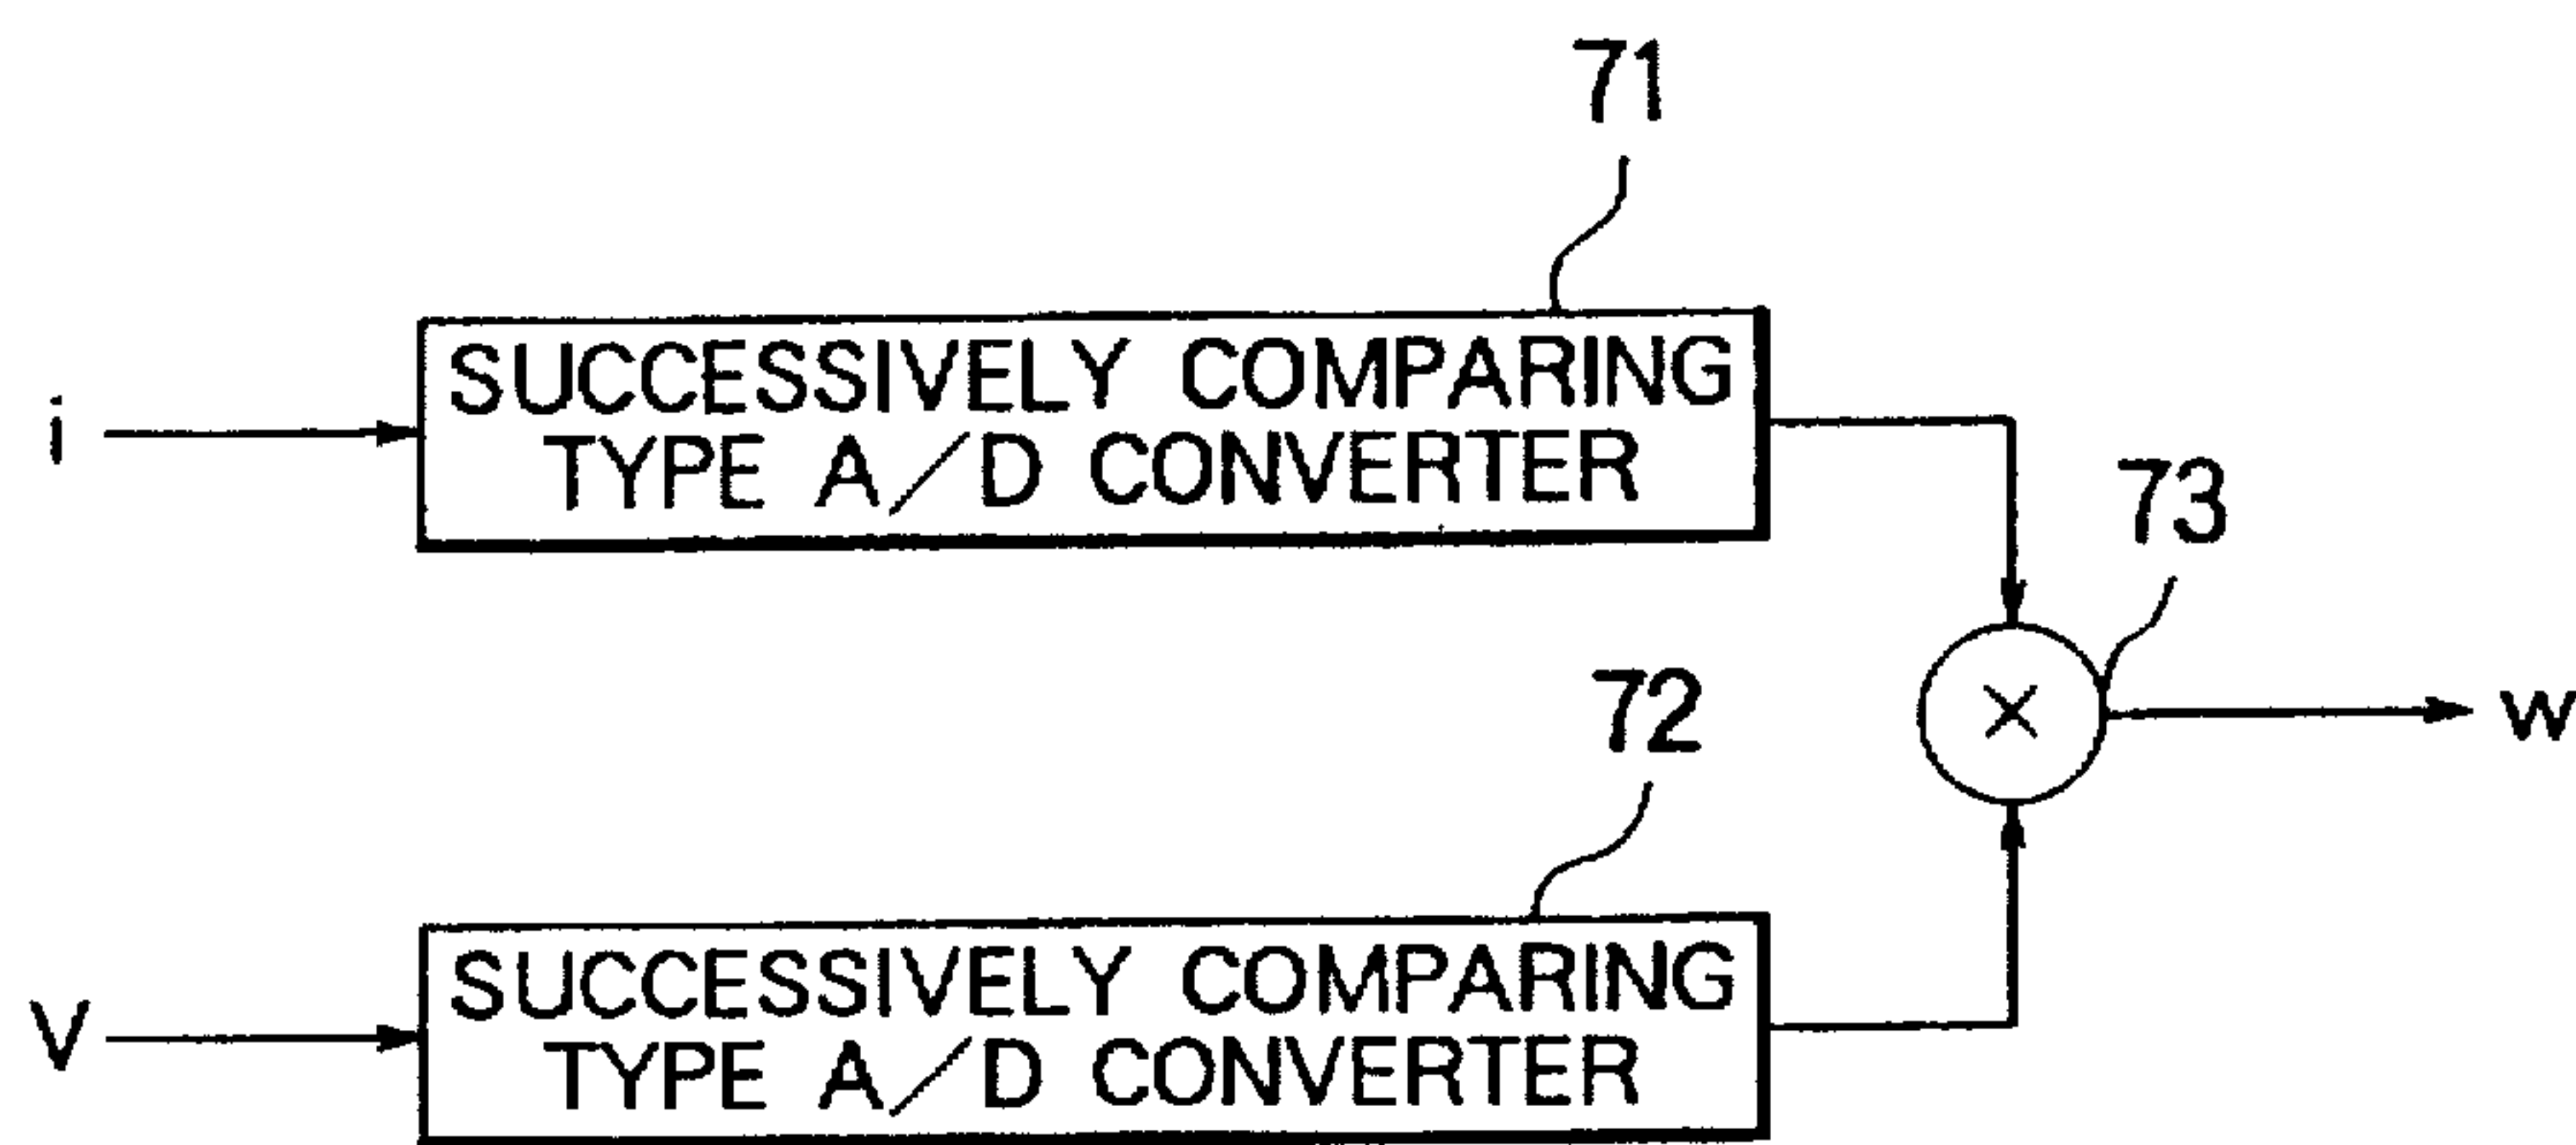 71
i
SUCCESSIVELY COMPARING
TYPE A/D CONVERTER
73
×
w
72
V
SUCCESSIVELY COMPARING
TYPE A/D CONVERTER